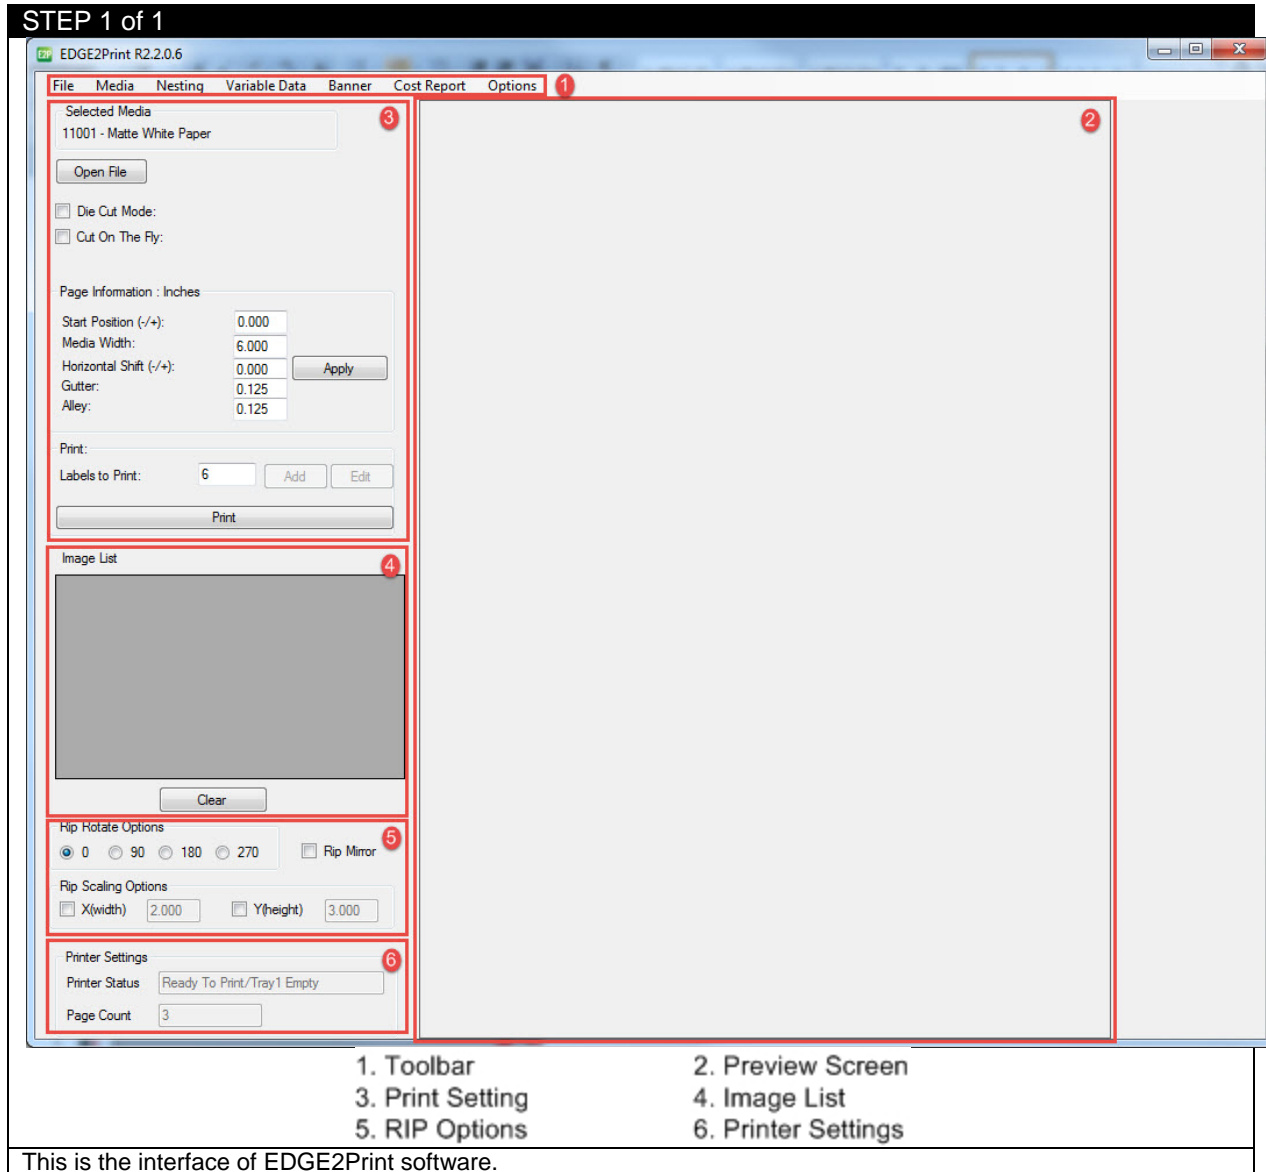 STEP 1 of 1
E2P EDGE2Print R2.2.0.6
File Media Nesting Variable Data Banner Cost Report Options 1
Selected Media 3 2
11001 - Matte White Paper
Open File
Die Cut Mode:
Cut On The Fly:
Page Information : Inches
Start Position (-/+): 0.000
Media Width: 6.000
Horizontal Shift (-/+): 0.000 Apply
Gutter: 0.125
Alley: 0.125
Print:
Labels to Print: 6 Add Edit
Print
Image List 4
Clear
Rip Rotate Options 5
0 90 180 270 Rip Mirror
Rip Scaling Options
X(width) 2.000 Y(height) 3.000
Printer Settings 6
Printer Status Ready To Print/Tray1 Empty
Page Count 3
1. Toolbar 2. Preview Screen
3. Print Setting 4. Image List
5. RIP Options 6. Printer Settings
This is the interface of EDGE2Print software.